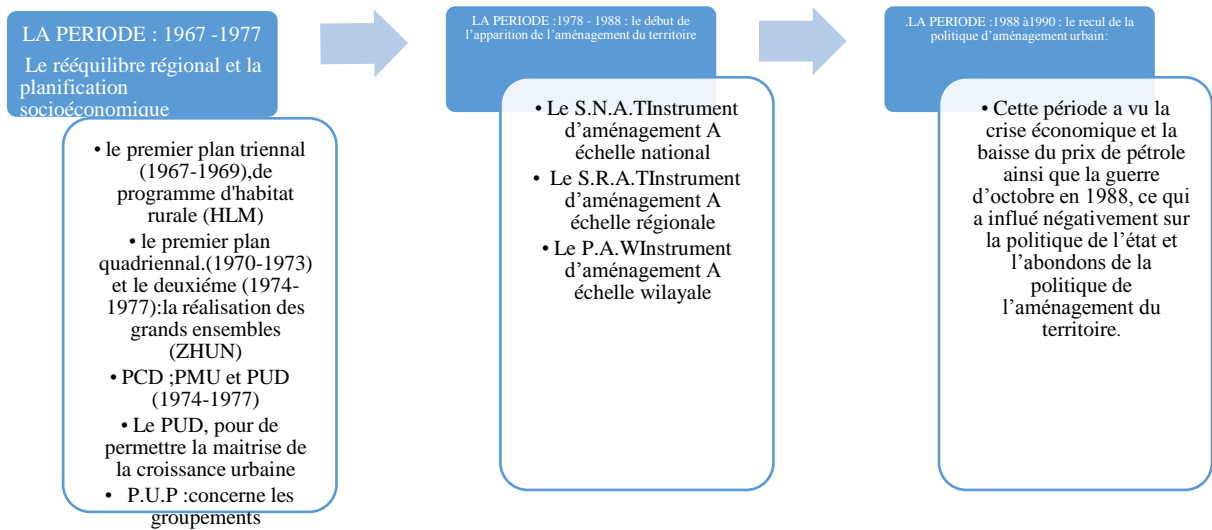 LA PERIODE : 1967 -1977
Le rééquilibre régional et la
planification
socioéconomique
• le premier plan triennal
(1967-1969),de
programme d'habitat
rurale (HLM)
• le premier plan
quadriennal.(1970-1973)
et le deuxiéme (1974-
1977):la réalisation des
grands ensembles
(ZHUN)
• PCD ;PMU et PUD
(1974-1977)
• Le PUD, pour de
permettre la maitrise de
la croissance urbaine
• P.U.P :concerne les
groupements
LA PERIODE :1978 - 1988 : le début de
l’apparition de l’aménagement du territoire
• Le S.N.A.TInstrument
d’aménagement A
échelle national
• Le S.R.A.TInstrument
d’aménagement A
échelle régionale
• Le P.A.WInstrument
d’aménagement A
échelle wilayale
.LA PERIODE :1988 à1990 : le recul de la
politique d’aménagement urbain:
• Cette période a vu la
crise économique et la
baisse du prix de pétrole
ainsi que la guerre
d’octobre en 1988, ce qui
a influé négativement sur
la politique de l’état et
l’abondons de la
politique de
l’aménagement du
territoire.